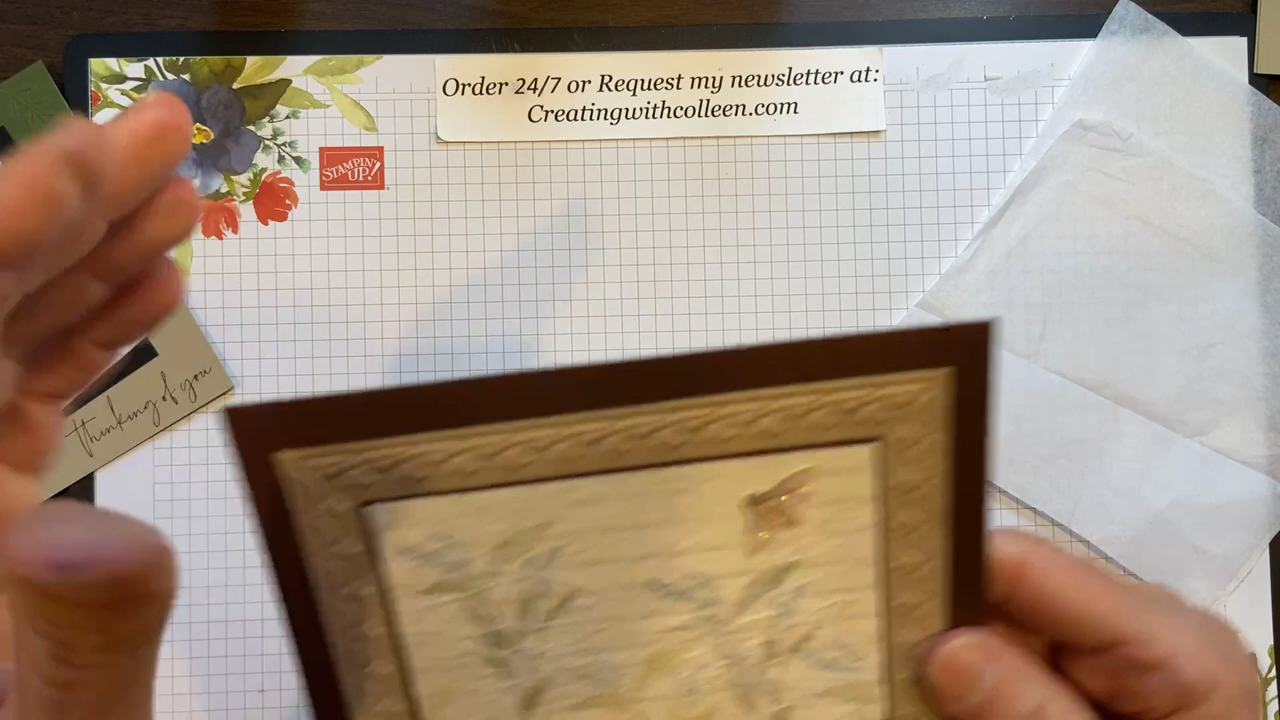 Order 24/7 or Request my newsletter at:
Creatingwithcolleen.com
STAMPIN'
UP!
thinking of you